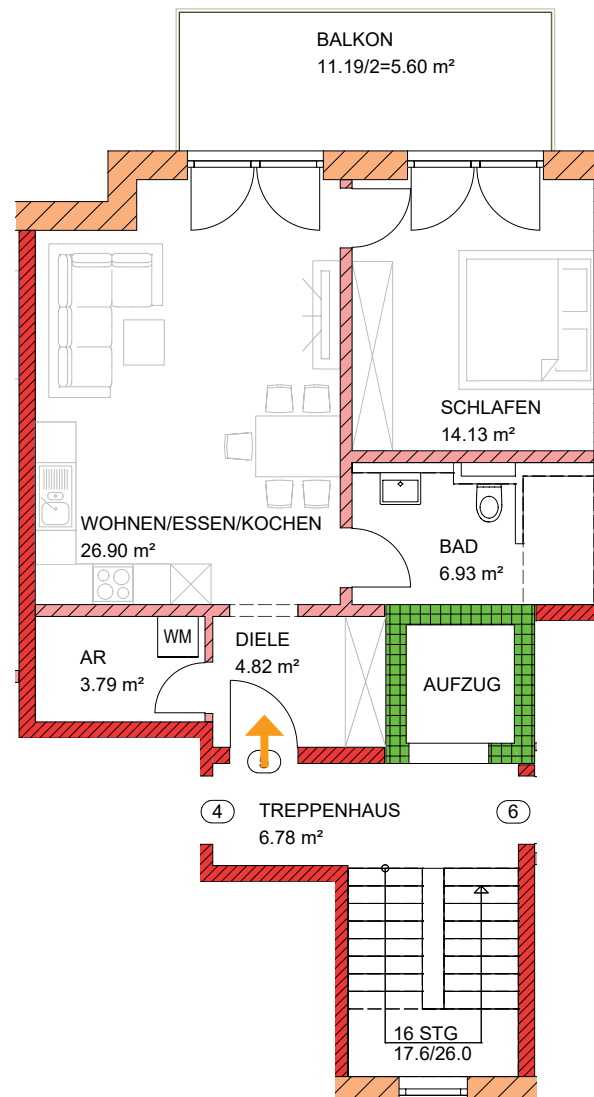 BALKON
11.19/2=5.60 m²
SCHLAFEN
14.13 m²
WOHNEN/ESSEN/KOCHEN
26.90 m²
BAD
6.93 m²
WM
DIELE
4.82 m²
AR
3.79 m²
AUFZUG
4
TREPPENHAUS
6.78 m²
6
16 STG
17.6/26.0